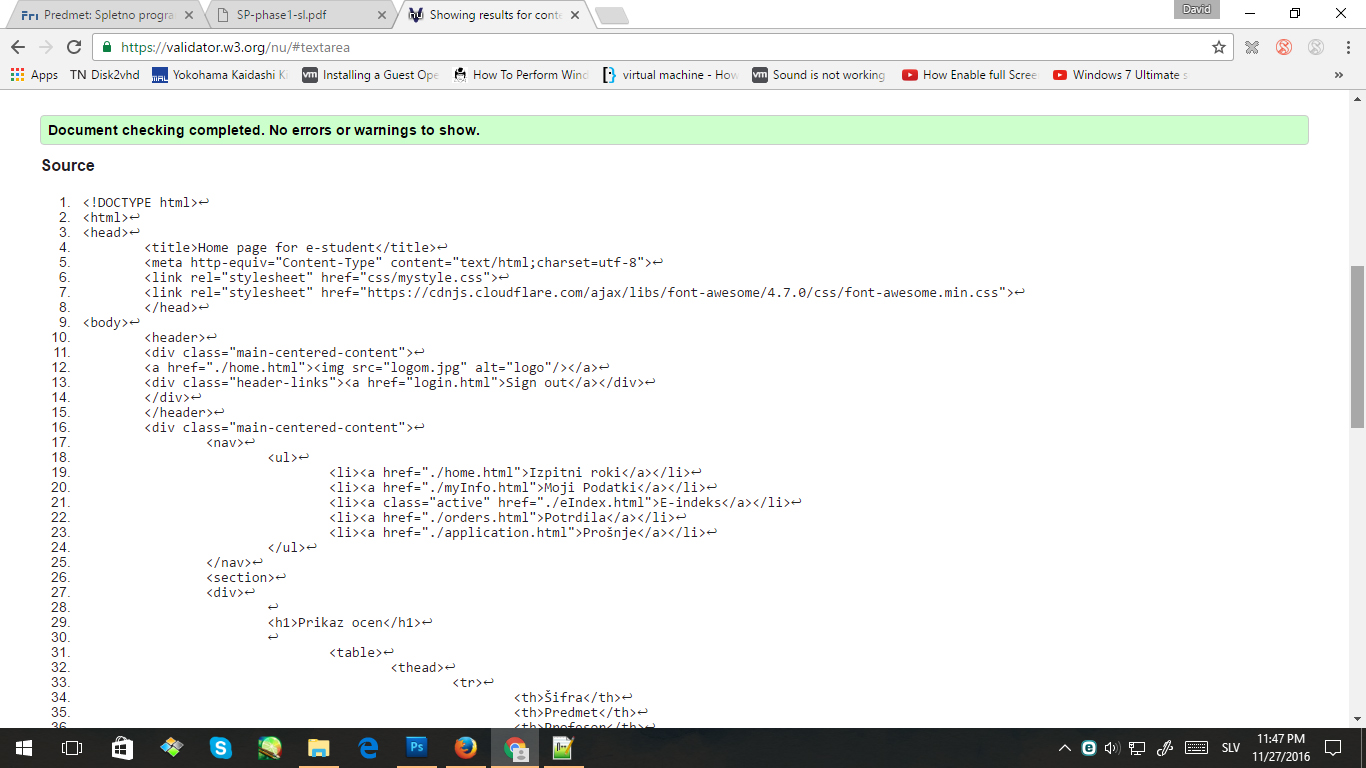 David
Predmet: Spletno progra
SP-phase1-sl.pdf
Showing results for conte
https://validator.w3.org/nu/#textarea
Apps
TN Disk2vhd
Yokohama Kaidashi Ki
Installing a Guest Ope
How To Perform Wind
virtual machine - How
Sound is not working
How Enable full Scree
Windows 7 Ultimate s
Document checking completed. No errors or warnings to show.
Source
1. <!DOCTYPE html>↩
2. <html>↩
3. <head>↩
4. <title>Home page for e-student</title>↩
5. <meta http-equiv="Content-Type" content="text/html;charset=utf-8">↩
6. <link rel="stylesheet" href="css/mystyle.css">↩
7. <link rel="stylesheet" href="https://cdnjs.cloudflare.com/ajax/libs/font-awesome/4.7.0/css/font-awesome.min.css">↩
8. </head>↩
9. <body>↩
10. <header>↩
11. <div class="main-centered-content">↩
12. <a href="./home.html"><img src="logom.jpg" alt="logo"/></a>↩
13. <div class="header-links"><a href="login.html">Sign out</a></div>↩
14. </div>↩
15. </header>↩
16. <div class="main-centered-content">↩
17. <nav>↩
18. <ul>↩
19. <li><a href="./home.html">Izpitni roki</a></li>↩
20. <li><a href="./myInfo.html">Moji Podatki</a></li>↩
21. <li><a class="active" href="./eIndex.html">E-indeks</a></li>↩
22. <li><a href="./orders.html">Potrdila</a></li>↩
23. <li><a href="./application.html">Prošnje</a></li>↩
24. </ul>↩
25. </nav>↩
26. <section>↩
27. <div>↩
28. ↩
29. <h1>Prikaz ocen</h1>↩
30. ↩
31. <table>↩
32. <thead>↩
33. <tr>↩
34. <th>Šifra</th>↩
35. <th>Predmet</th>↩
36. <th>Profesor</th>↩
SLV
11:47 PM
11/27/2016